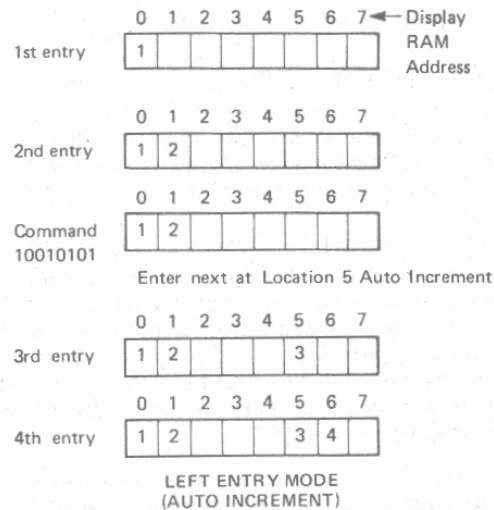 0 1 2 3 4 5 6 7 Display
RAM
Address
1st entry 1
0 1 2 3 4 5 6 7
2nd entry 1 2
0 1 2 3 4 5 6 7
Command
10010101 1 2
Enter next at Location 5 Auto Increment
0 1 2 3 4 5 6 7
3rd entry 1 2 3
0 1 2 3 4 5 6 7
4th entry 1 2 3 4
LEFT ENTRY MODE
(AUTO INCREMENT)